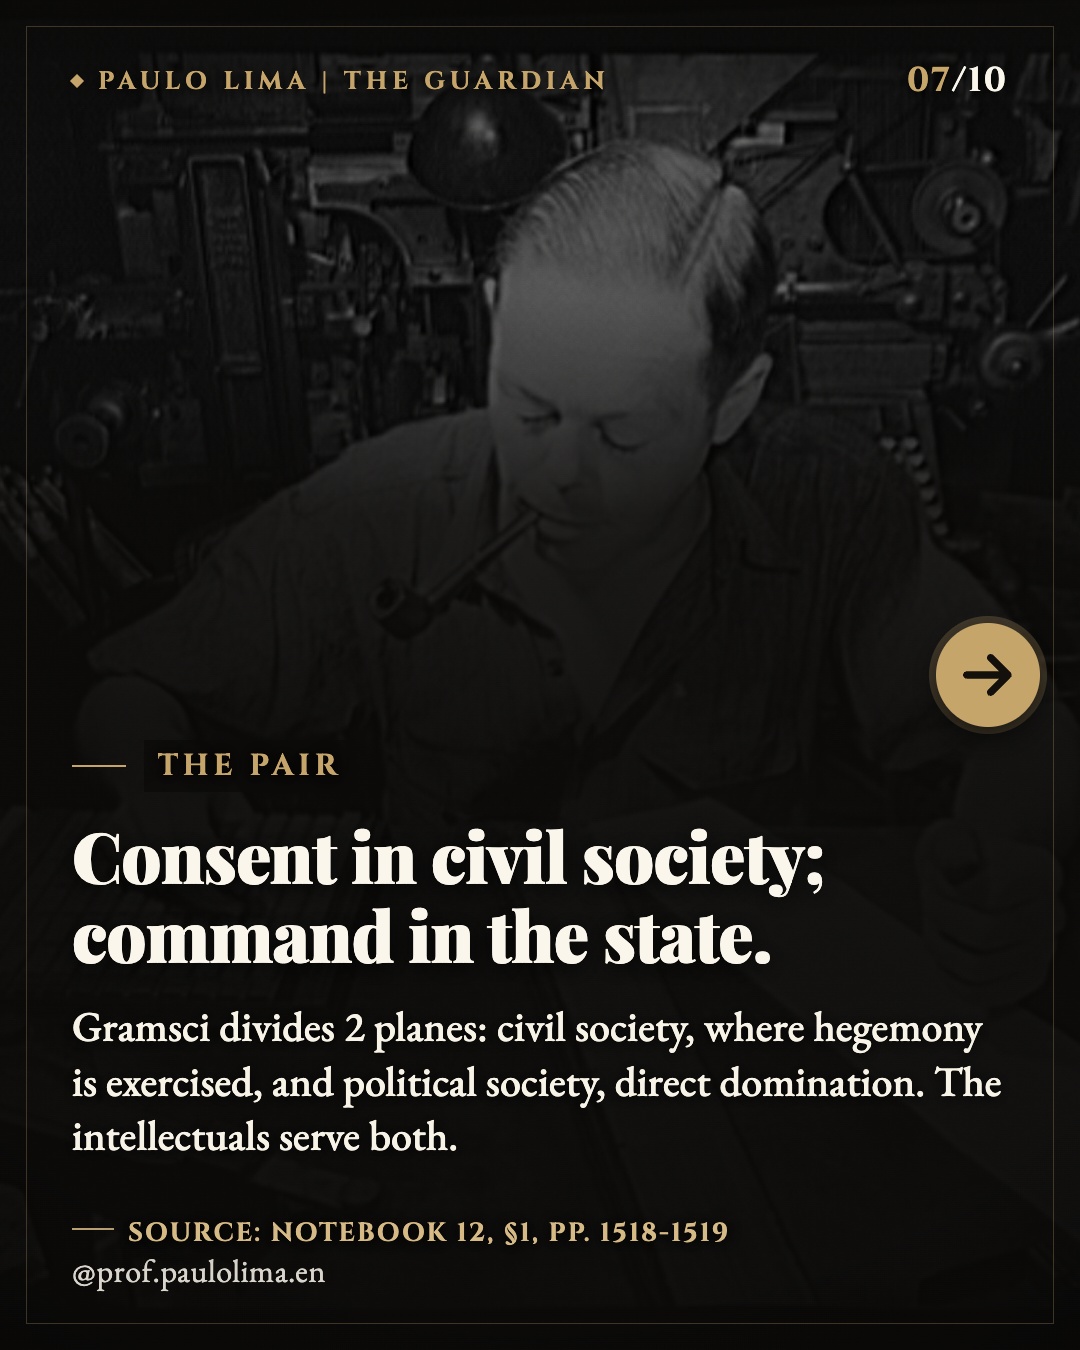 ◆ PAULO LIMA | THE GUARDIAN
07/10
THE PAIR
Consent in civil society;
command in the state.
Gramsci divides 2 planes: civil society, where hegemony
is exercised, and political society, direct domination. The
intellectuals serve both.
SOURCE: NOTEBOOK 12, §1, PP. 1518-1519
@prof.paulolima.en